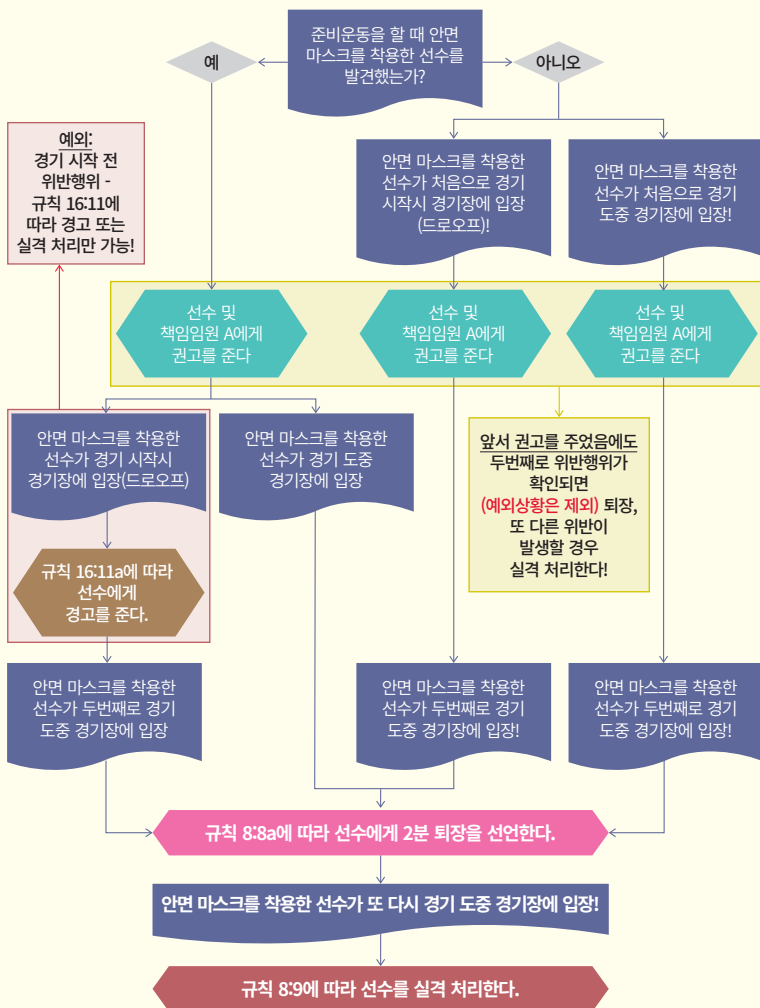 준비운동을 할 때 안면
마스크를 착용한 선수를
발견했는가?
예
아니오
예외:
경기 시작 전
위반행위 -
규칙 16:11에
따라 경고 또는
실격 처리만 가능!
안면 마스크를 착용한
선수가 처음으로 경기
시작시 경기장에 입장
(드로오프)!
안면 마스크를 착용한
선수가 처음으로 경기
도중 경기장에 입장!
선수 및
책임임원 A에게
권고를 준다
선수 및
책임임원 A에게
권고를 준다
선수 및
책임임원 A에게
권고를 준다
안면 마스크를 착용한
선수가 경기 시작시
경기장에 입장(드로오프)
안면 마스크를 착용한
선수가 경기 도중
경기장에 입장
앞서 권고를 주었음에도
두번째로 위반행위가
확인되면
(예외상황은 제외) 퇴장,
또 다른 위반이
발생할 경우
실격 처리한다!
규칙 16:11a에 따라
선수에게
경고를 준다.
안면 마스크를 착용한
선수가 두번째로 경기
도중 경기장에 입장
안면 마스크를 착용한
선수가 두번째로 경기
도중 경기장에 입장!
안면 마스크를 착용한
선수가 두번째로 경기
도중 경기장에 입장!
규칙 8:8a에 따라 선수에게 2분 퇴장을 선언한다.
안면 마스크를 착용한 선수가 또 다시 경기 도중 경기장에 입장!
규칙 8:9에 따라 선수를 실격 처리한다.